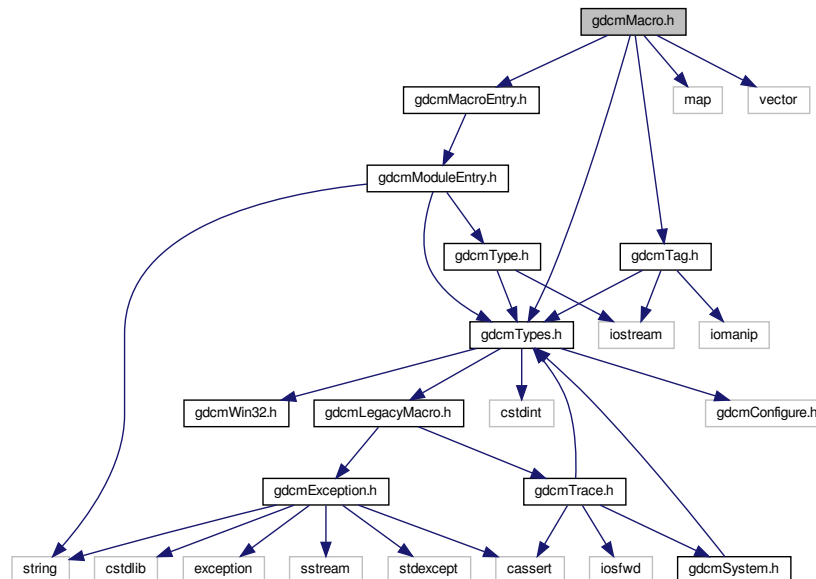 gdcmMacro.h
gdcmMacroEntry.h
map
vector
gdcmModuleEntry.h
gdcmType.h
gdcmTag.h
gdcmTypes.h
iostream
iomanip
gdcmWin32.h
gdcmLegacyMacro.h
cstdint
gdcmConfigure.h
gdcmException.h
gdcmTrace.h
string
cstdlib
exception
sstream
stdexcept
cassert
iosfwd
gdcmSystem.h